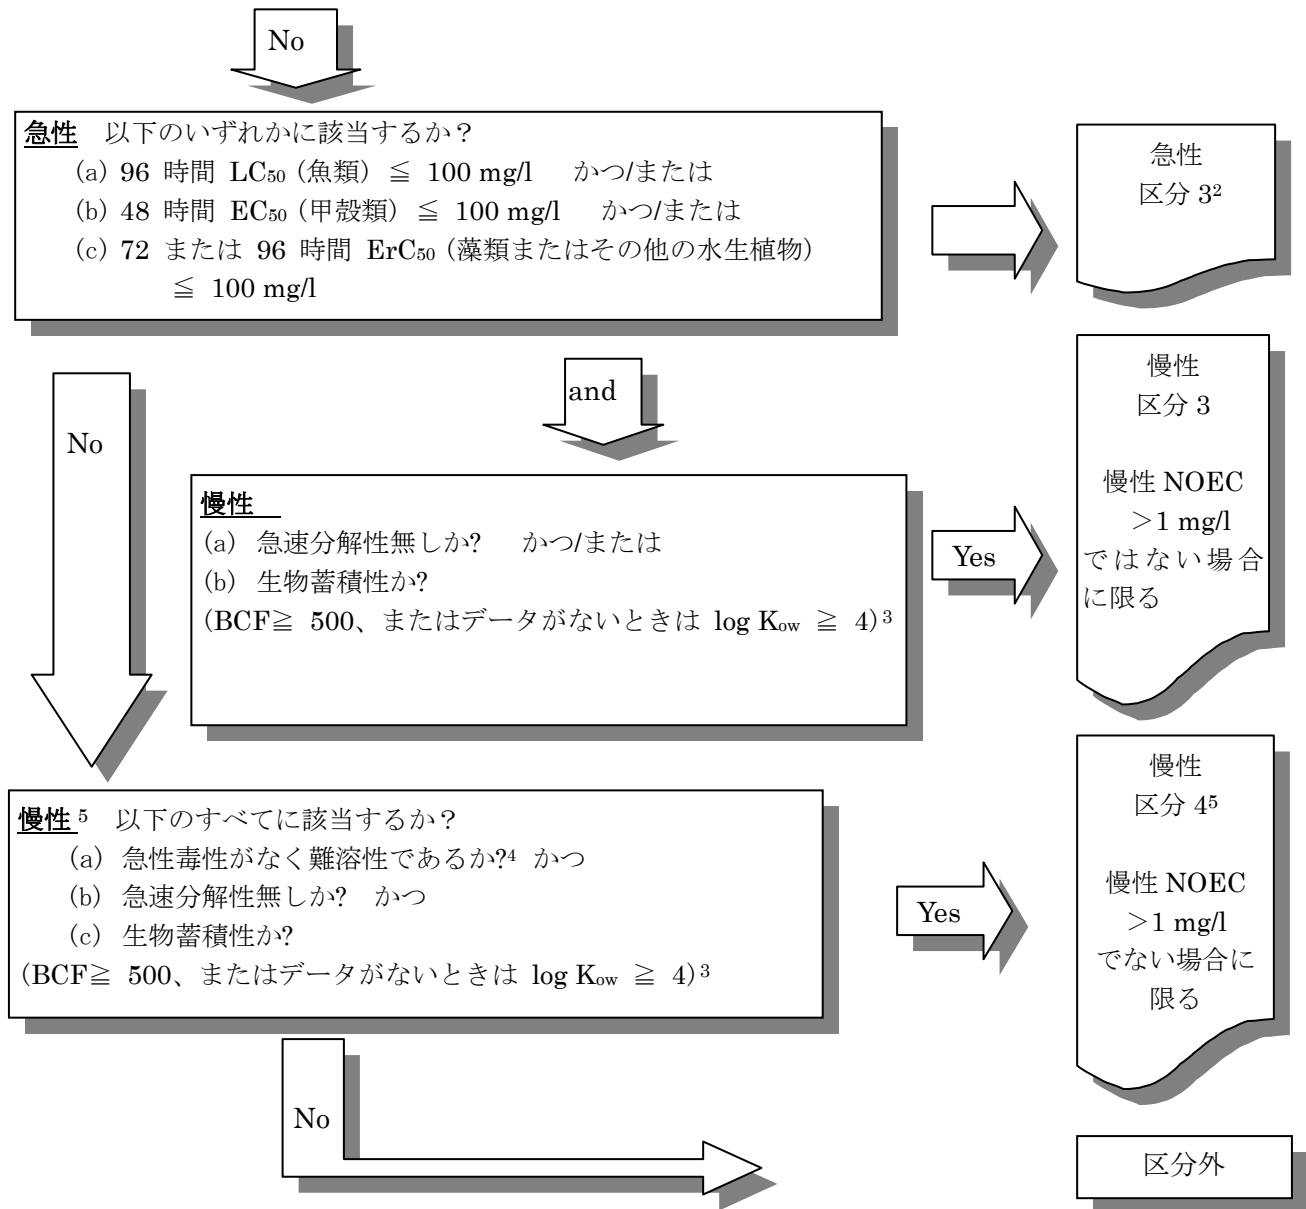 No
急性　以下のいずれかに該当するか？
(a) 96 時間 LC50 (魚類) ≦ 100 mg/l　かつ/または
(b) 48 時間 EC50 (甲殻類) ≦ 100 mg/l　かつ/または
(c) 72 または 96 時間 ErC50 (藻類またはその他の水生植物)
≦ 100 mg/l
急性
区分 3²
and
No
慢性
(a) 急速分解性無しか?　かつ/または
(b) 生物蓄積性か?
(BCF≧ 500、またはデータがないときは log Kow ≧ 4)³
Yes
慢性
区分 3
慢性 NOEC
＞1 mg/l
ではない場合
に限る
慢性⁵　以下のすべてに該当するか？
(a) 急性毒性がなく難溶性であるか?⁴ かつ
(b) 急速分解性無しか?　かつ
(c) 生物蓄積性か?
(BCF≧ 500、またはデータがないときは log Kow ≧ 4)³
Yes
慢性
区分 4⁵
慢性 NOEC
＞1 mg/l
でない場合に
限る
No
区分外